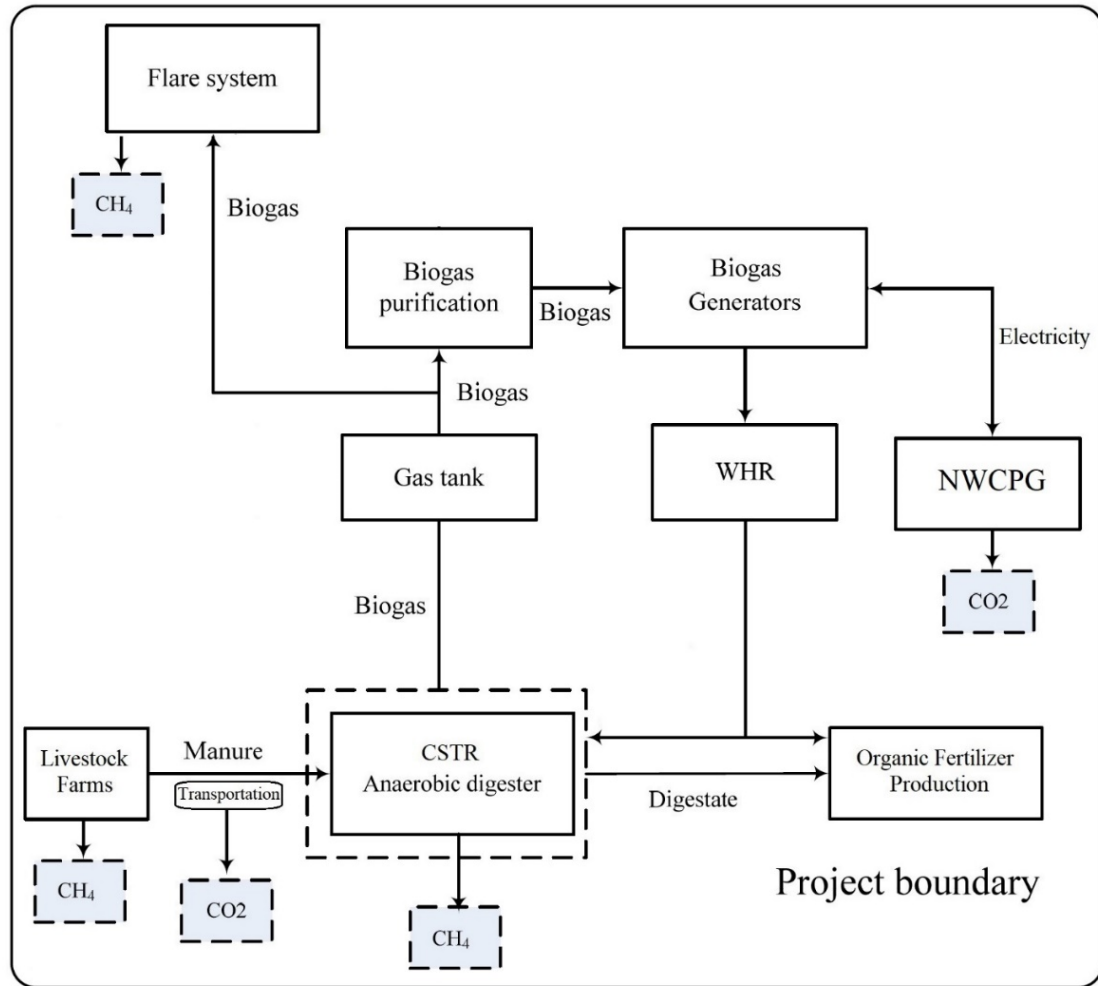 Flare system
CH₄
Biogas
Biogas
purification
Biogas
Biogas
Generators
Electricity
Biogas
Gas tank
WHR
NWCPG
CO2
Biogas
Livestock
Farms
Manure
Transportation
CSTR
Anaerobic digester
Digestate
Organic Fertilizer
Production
CH₄
CO2
CH₄
Project boundary